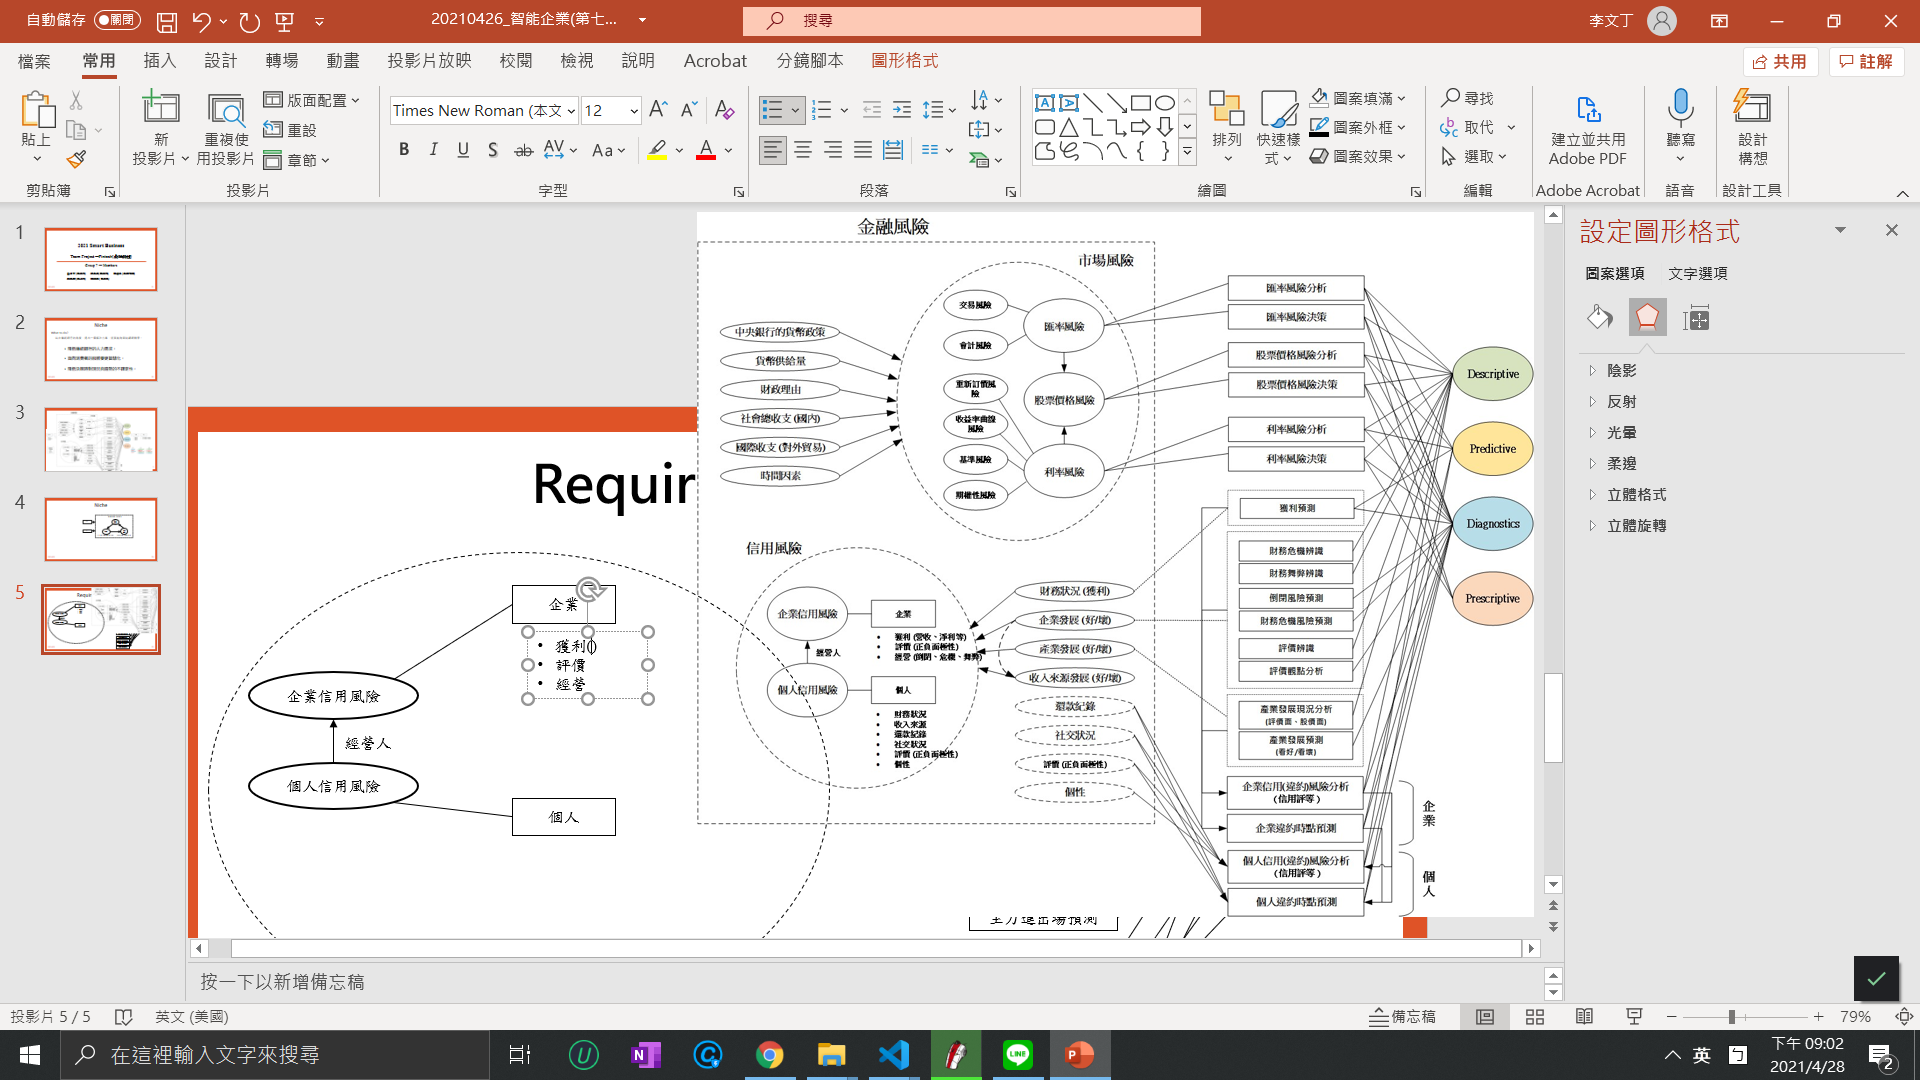 自動儲存 關閉
20210426_智能企業(第七...
搜尋
李文丁
檔案 常用 插入 設計 轉場 動畫 投影片放映 校閱 檢視 說明 Acrobat 分鏡腳本 圖形格式
共用 註解
貼上
剪貼簿
新
投影片
重複使
用投影片
版面配置
重設
章節
投影片
Times New Roman (本文 12
B I U S ab AV Aa A
字型
段落
排列
快速樣
式
圖案填滿
圖案外框
圖案效果
繪圖
尋找
取代
選取
編輯
建立並共用
Adobe PDF
Adobe Acrobat
聽寫
語音
設計
構想
設計工具
1
2021 Smart Business
2
Niche
3
4
Niche
5
Requir
企業
• 獲利()
• 評價
• 經營
企業信用風險
經營人
個人信用風險
個人
金融風險
市場風險
中央銀行的貨幣政策
貨幣供給量
財政理由
社會總收支 (國內)
國際收支 (對外貿易)
時間因素
交易風險
會計風險
重新訂價風
險
收益率曲線
風險
基準風險
期權性風險
匯率風險
股票價格風險
利率風險
匯率風險分析
匯率風險決策
股票價格風險分析
股票價格風險決策
利率風險分析
利率風險決策
Descriptive
Predictive
Diagnostics
Prescriptive
獲利預測
財務危機辨識
財務舞弊辨識
倒閉風險預測
財務危機風險預測
評價辨識
評價觀點分析
產業發展現況分析
(評價面、股價面)
產業發展預測
(看好/看壞)
企業信用(違約)風險分析
(信用評等)
企業違約時點預測
個人信用(違約)風險分析
(信用評等)
個人違約時點預測
企
業
個
人
信用風險
企業信用風險
經營人
個人信用風險
企業
• 獲利 (營收、淨利等)
• 評價 (正負面極性)
• 經營 (倒閉、危機、舞弊)
個人
• 財務狀況
• 收入來源
• 還款紀錄
• 社交狀況
• 評價 (正負面極性)
• 個性
財務狀況 (獲利)
企業發展 (好/壞)
產業發展 (好/壞)
收入來源發展 (好/壞)
還款紀錄
社交狀況
評價 (正負面極性)
個性
設定圖形格式
圖案選項 文字選項
陰影
反射
光暈
柔邊
立體格式
立體旋轉
按一下以新增備忘稿
投影片 5 / 5 英文 (美國)
備忘稿
79%
在這裡輸入文字來搜尋
英
下午 09:02
2021/4/28
2